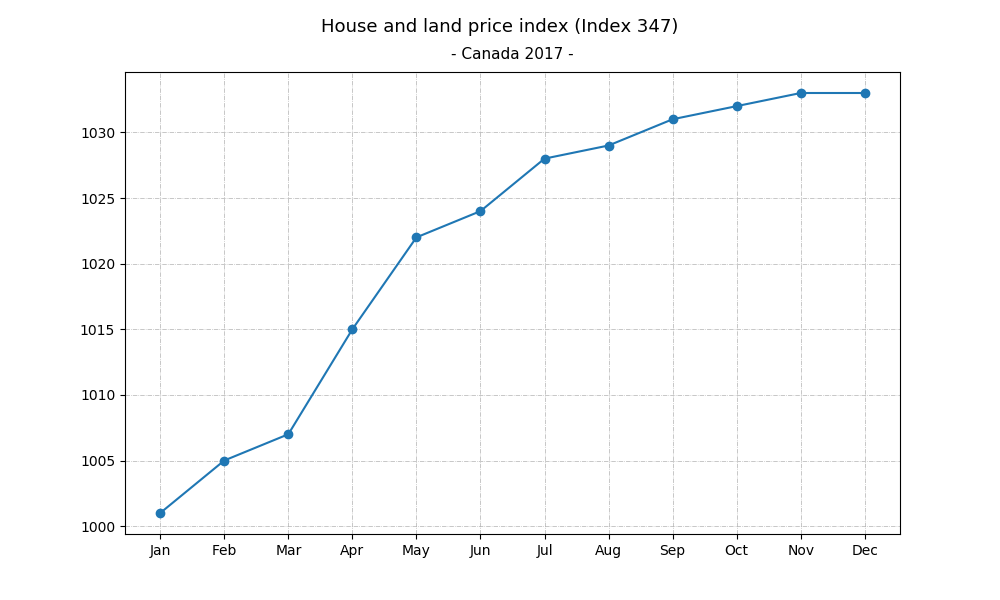 House and land price index (Index 347)
- Canada 2017 -
1030
1025
1020
1015
1010
1005
1000
Jan Feb Mar Apr May Jun Jul Aug Sep Oct Nov Dec